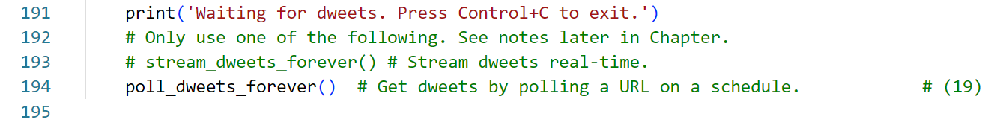 191 print('Waiting for dweets. Press Control+C to exit.')
192 # Only use one of the following. See notes later in Chapter.
193 # stream_dweets_forever() # Stream dweets real-time.
194 poll_dweets_forever()  # Get dweets by polling a URL on a schedule. # (19)
195